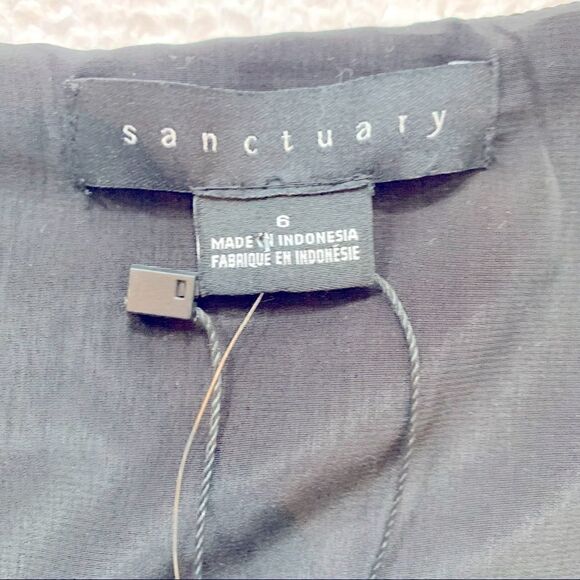 sanctuary
6
MADE IN INDONESIA
FABRIQUÉ EN INDONÉSIE